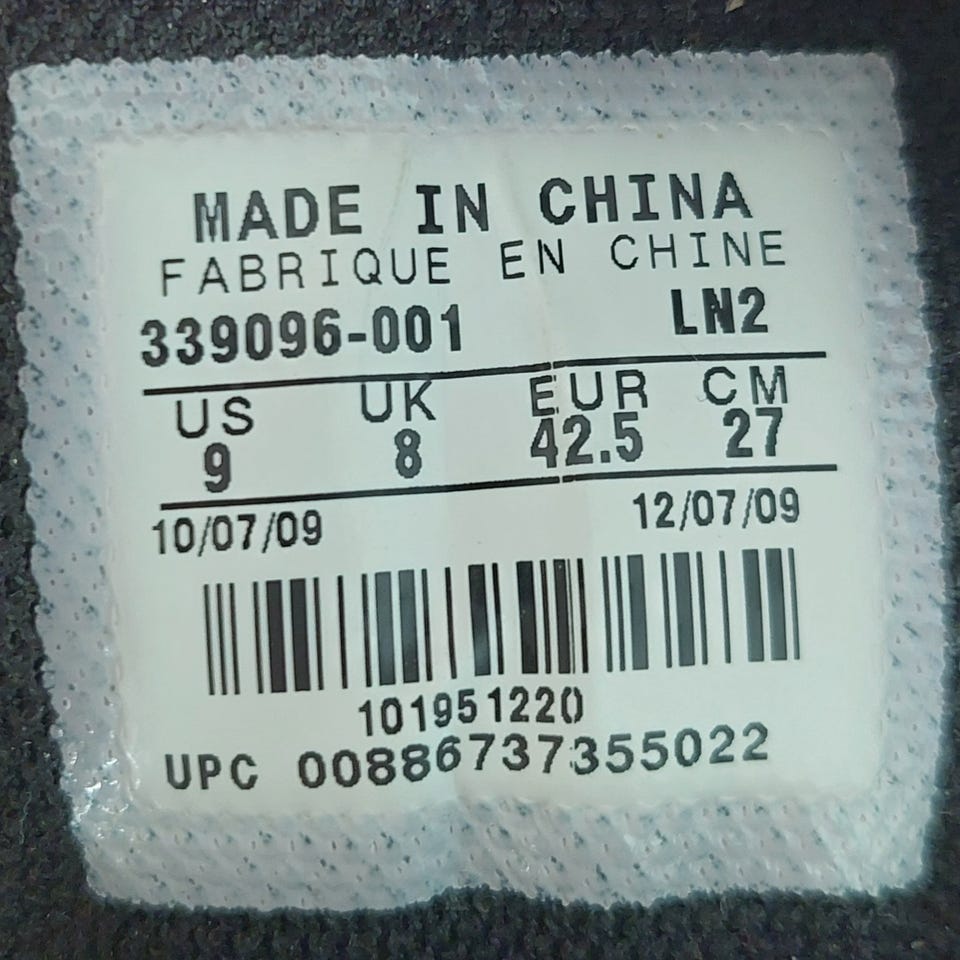 MADE IN CHINA
FABRIQUE EN CHINE
339096-001 LN2
US UK EUR CM
9 8 42.5 27
10/07/09 12/07/09
101951220
UPC 00886737355022